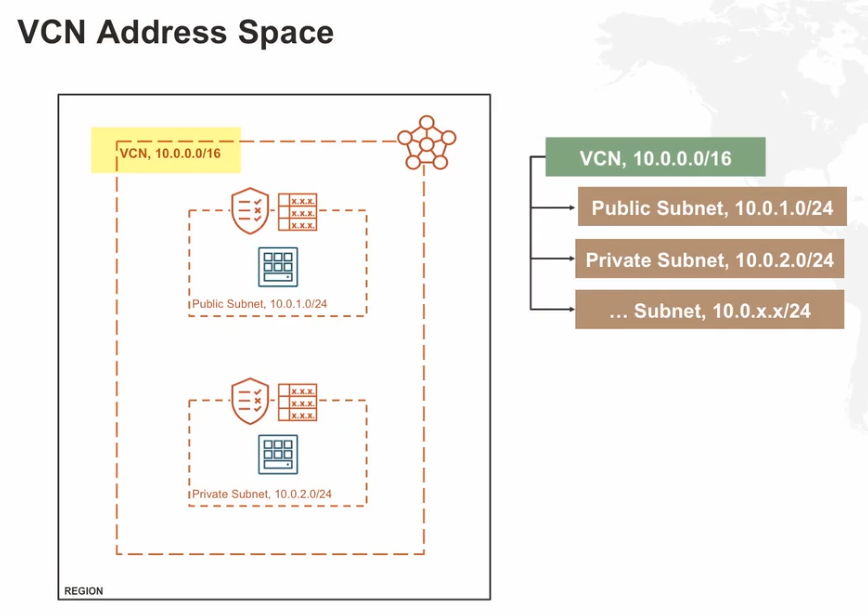 VCN Address Space
VCN, 10.0.0.0/16
x.x.x.
x.x.x.
x.x.x.
Public Subnet, 10.0.1.0/24
x.x.x.
x.x.x.
x.x.x.
Private Subnet, 10.0.2.0/24
REGION
VCN, 10.0.0.0/16
Public Subnet, 10.0.1.0/24
Private Subnet, 10.0.2.0/24
... Subnet, 10.0.x.x/24